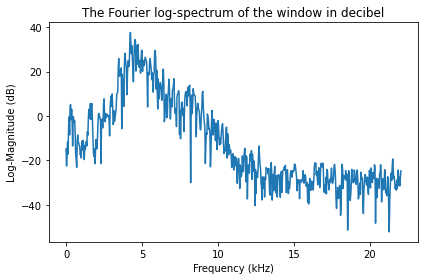 The Fourier log-spectrum of the window in decibel
40
20
0
−20
−40
Log-Magnitude (dB)
0 5 10 15 20
Frequency (kHz)